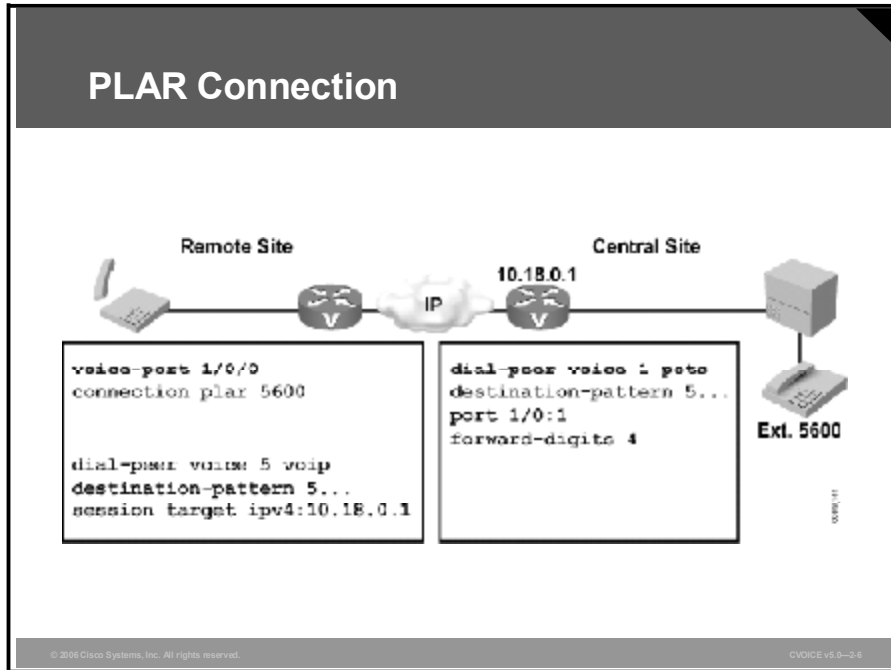 PLAR Connection
Remote Site
Central Site
10.18.0.1
IP
V
V
voice-port 1/0/0
connection plar 5600
dial-peer voice 5 voip
destination-pattern 5...
session target ipv4:10.18.0.1
dial-peer voice 1 pots
destination-pattern 5...
port 1/0:1
forward-digits 4
Ext. 5600
© 2006 Cisco Systems, Inc. All rights reserved.
CVOICE v5.0—2-6